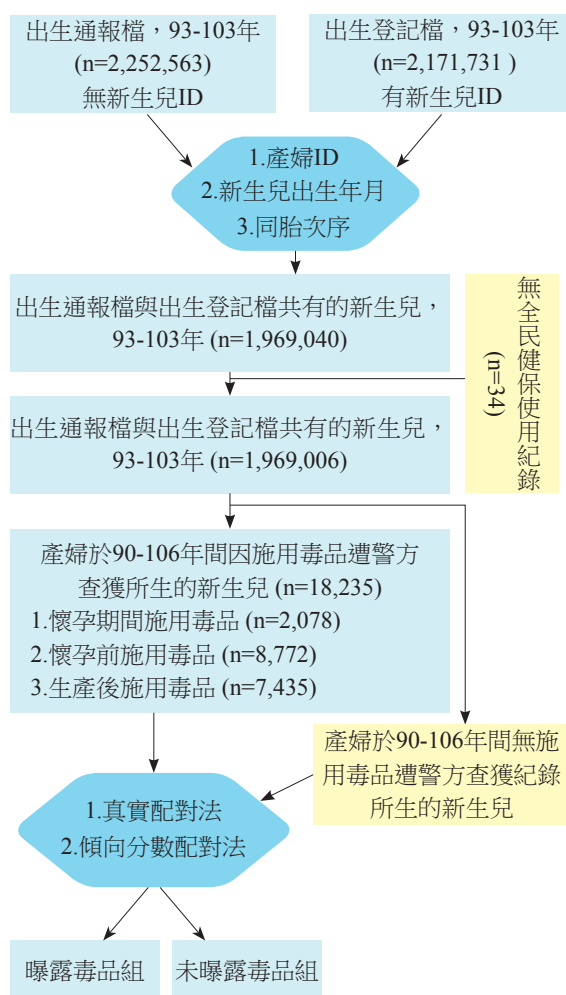 出生通報檔，93-103年
(n=2,252,563)
無新生兒ID
出生登記檔，93-103年
(n=2,171,731 )
有新生兒ID
1.產婦ID
2.新生兒出生年月
3.同胎次序
出生通報檔與出生登記檔共有的新生兒，
93-103年 (n=1,969,040)
無全民健保使用紀錄
(n=34)
出生通報檔與出生登記檔共有的新生兒，
93-103年 (n=1,969,006)
產婦於90-106年間因施用毒品遭警方
查獲所生的新生兒 (n=18,235)
1.懷孕期間施用毒品 (n=2,078)
2.懷孕前施用毒品 (n=8,772)
3.生產後施用毒品 (n=7,435)
產婦於90-106年間無施
用毒品遭警方查獲紀錄
所生的新生兒
1.真實配對法
2.傾向分數配對法
曝露毒品組
未曝露毒品組